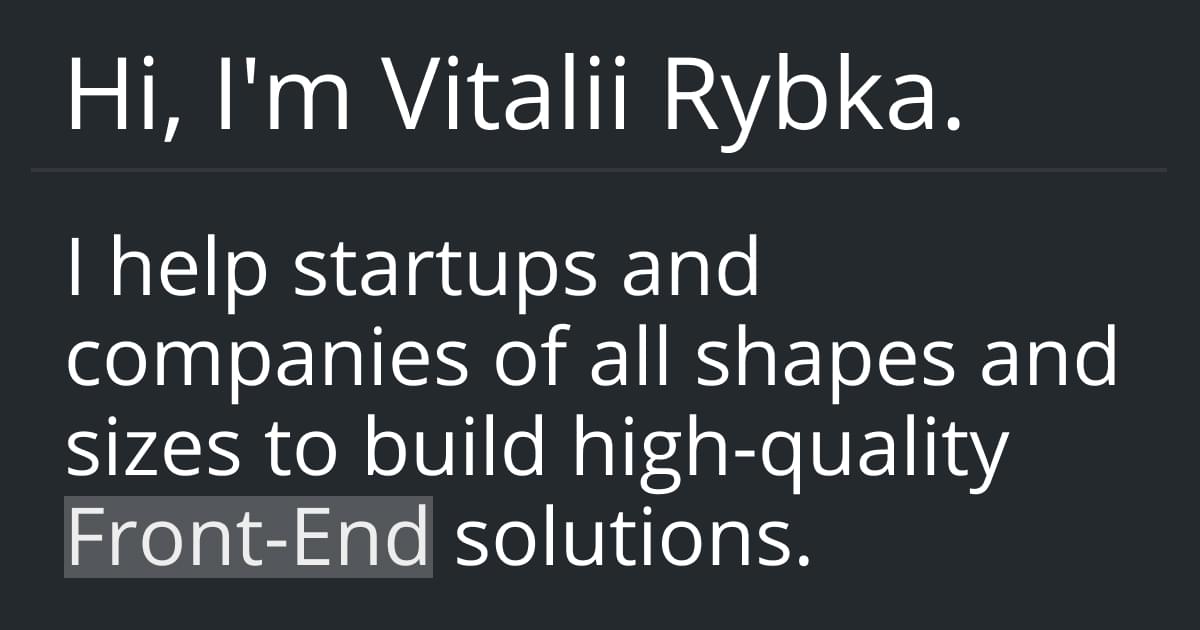 Hi, I'm Vitalii Rybka.
I help startups and
companies of all shapes and
sizes to build high-quality
Front-End solutions.